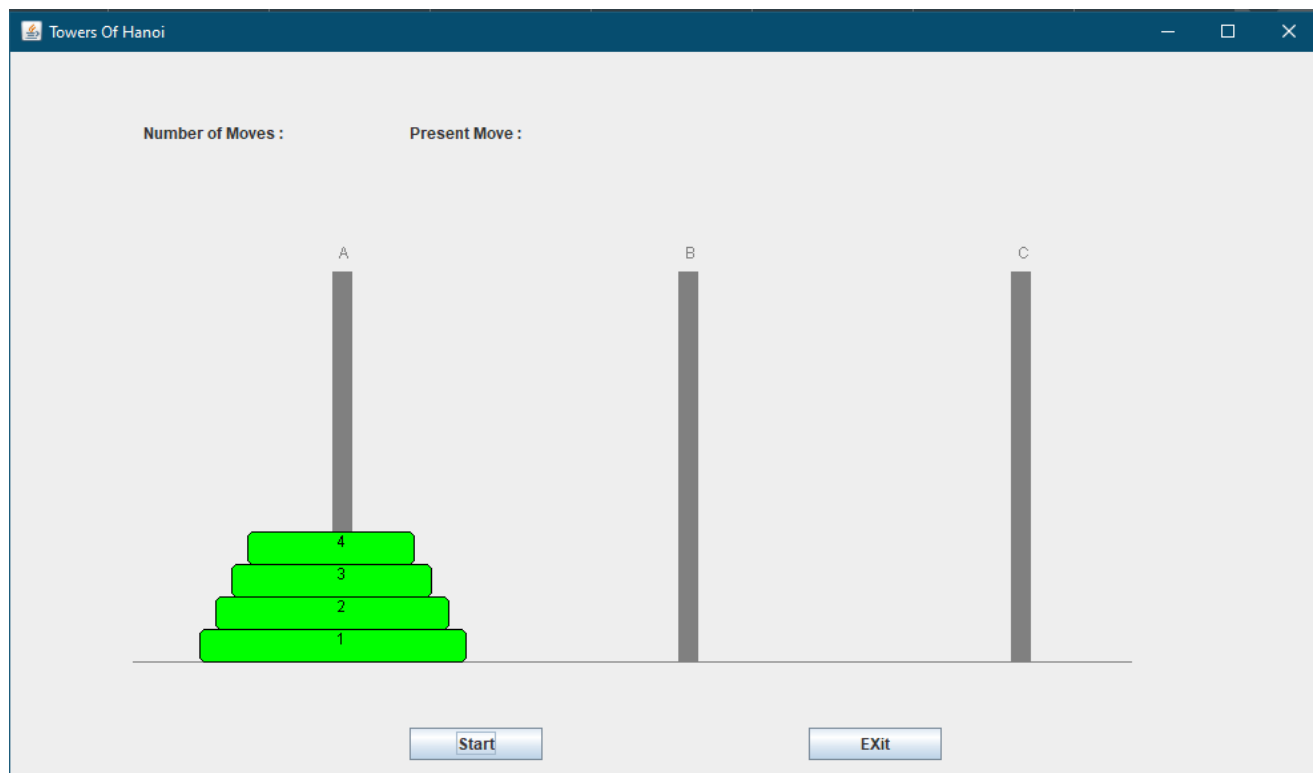 Towers Of Hanoi
Number of Moves : Present Move :
A B C
4
3
2
1
Start EXit